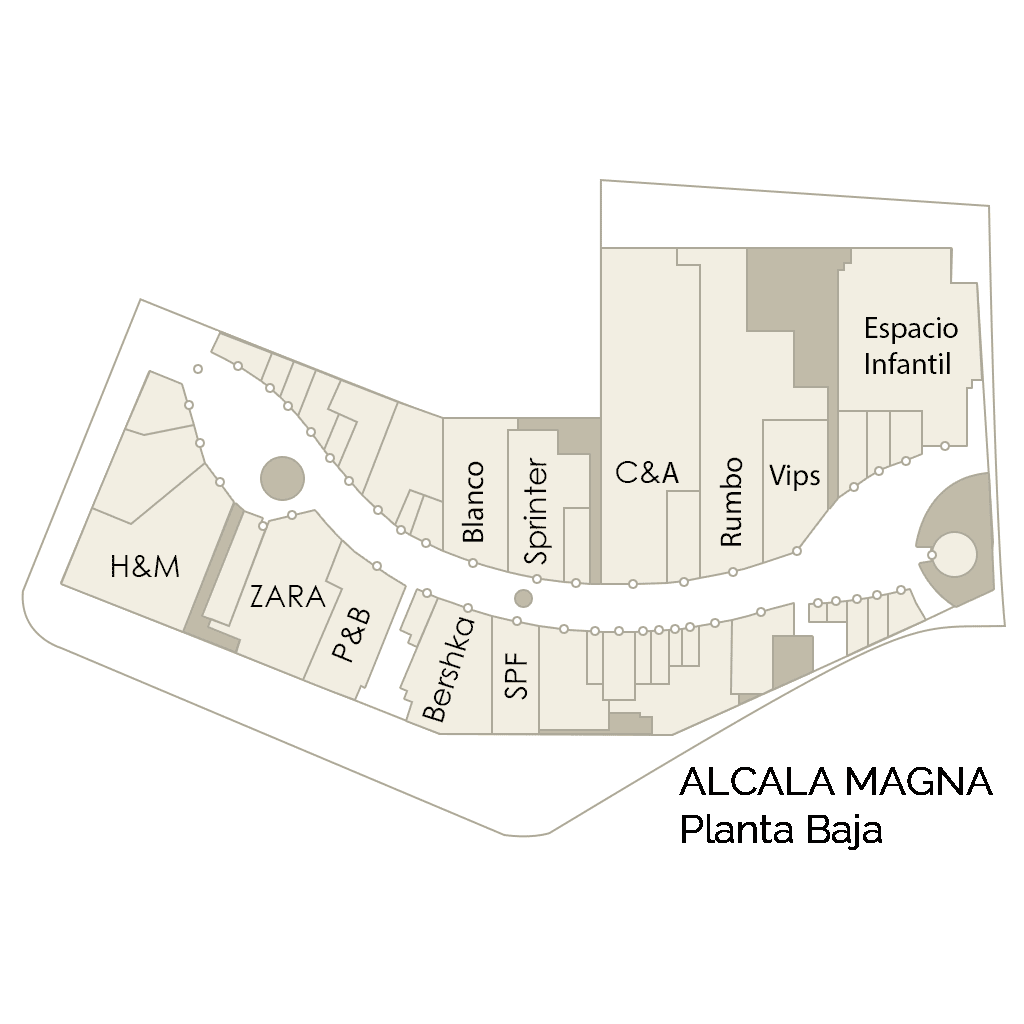 Espacio
Infantil
C&A
Rumbo
Vips
Blanco
Sprinter
H&M
ZARA
P&B
Bershka
SPF
ALCALA MAGNA
Planta Baja